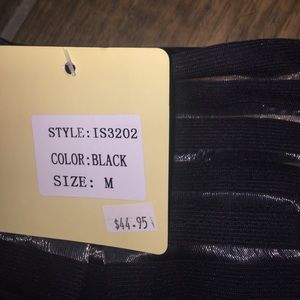 STYLE:IS3202
COLOR:BLACK
SIZE: M
$44.95